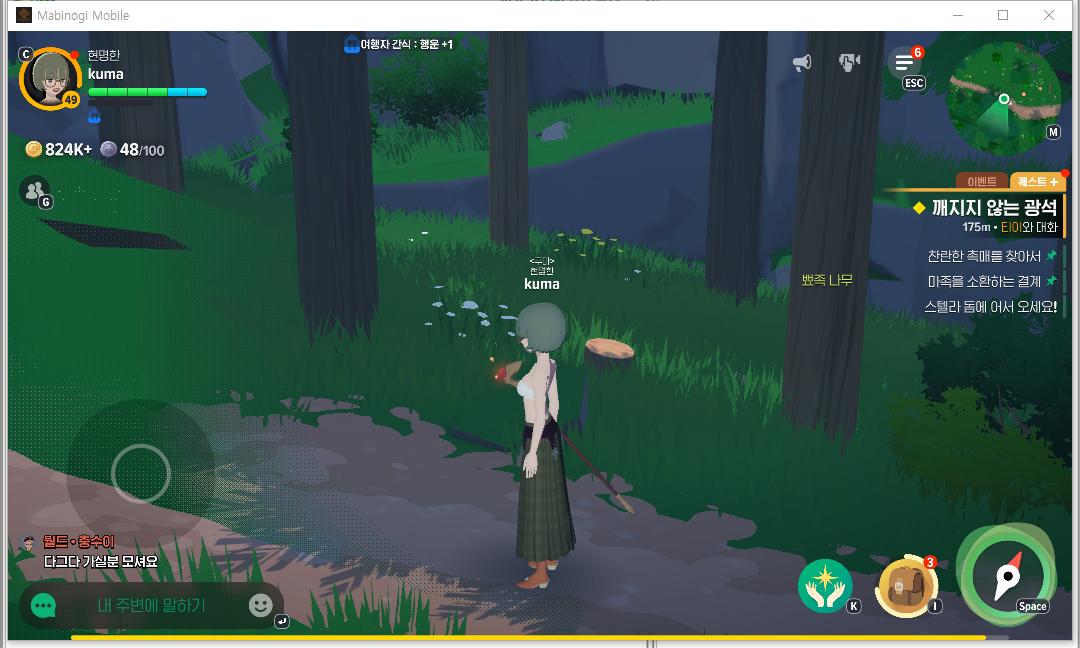 Mabinogi Mobile
C
현명한
kuma
49
여행자 간식 : 행운 +1
6
ESC
M
824K+ 48/100
G
이벤트 퀘스트 +
깨지지 않는 광석
175m • 티이와 대화
찬란한 촉매를 찾아서
마족을 소환하는 결계
스텔라 돔에 어서 오세요!
현명한
kuma
뾰족 나무
월드 • 충수이
다그다 가실분 모셔요
내 주변에 말하기
K
3
I
Space